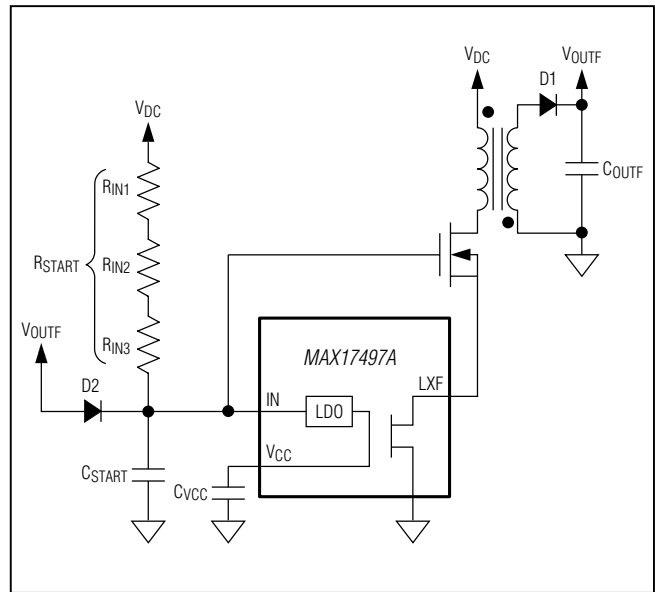 VDC
VOUTF
D1
COUTF
VDC
RIN1
RSTART
RIN2
RIN3
VOUTF
D2
MAX17497A
LXF
IN
LDO
VCC
CSTART
CVCC